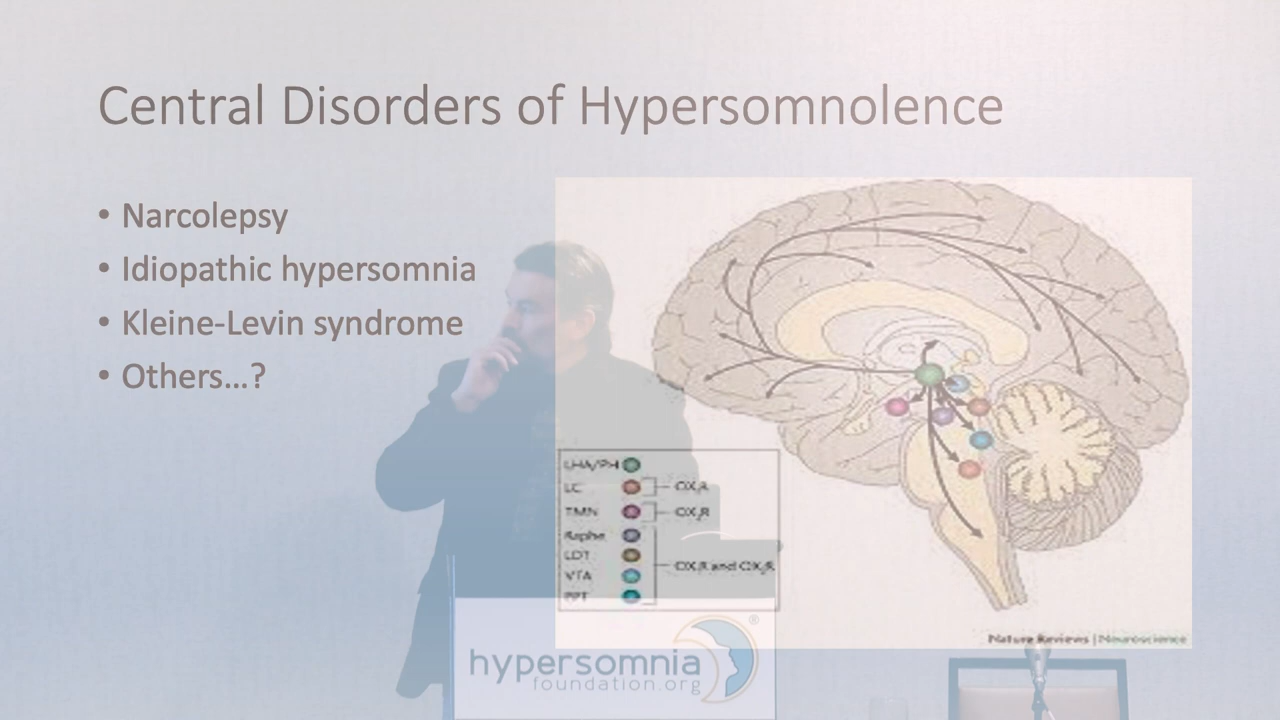 Central Disorders of Hypersomnolence
• Narcolepsy
• Idiopathic hypersomnia
• Kleine-Levin syndrome
• Others...?
LHA/PH
LC
OX₁R
TMN
OX₂R
Raphe
LDT
VTA
PPT
OX₁R and OX₂R
Nature Reviews | Neuroscience
hypersomnia
foundation.org
®